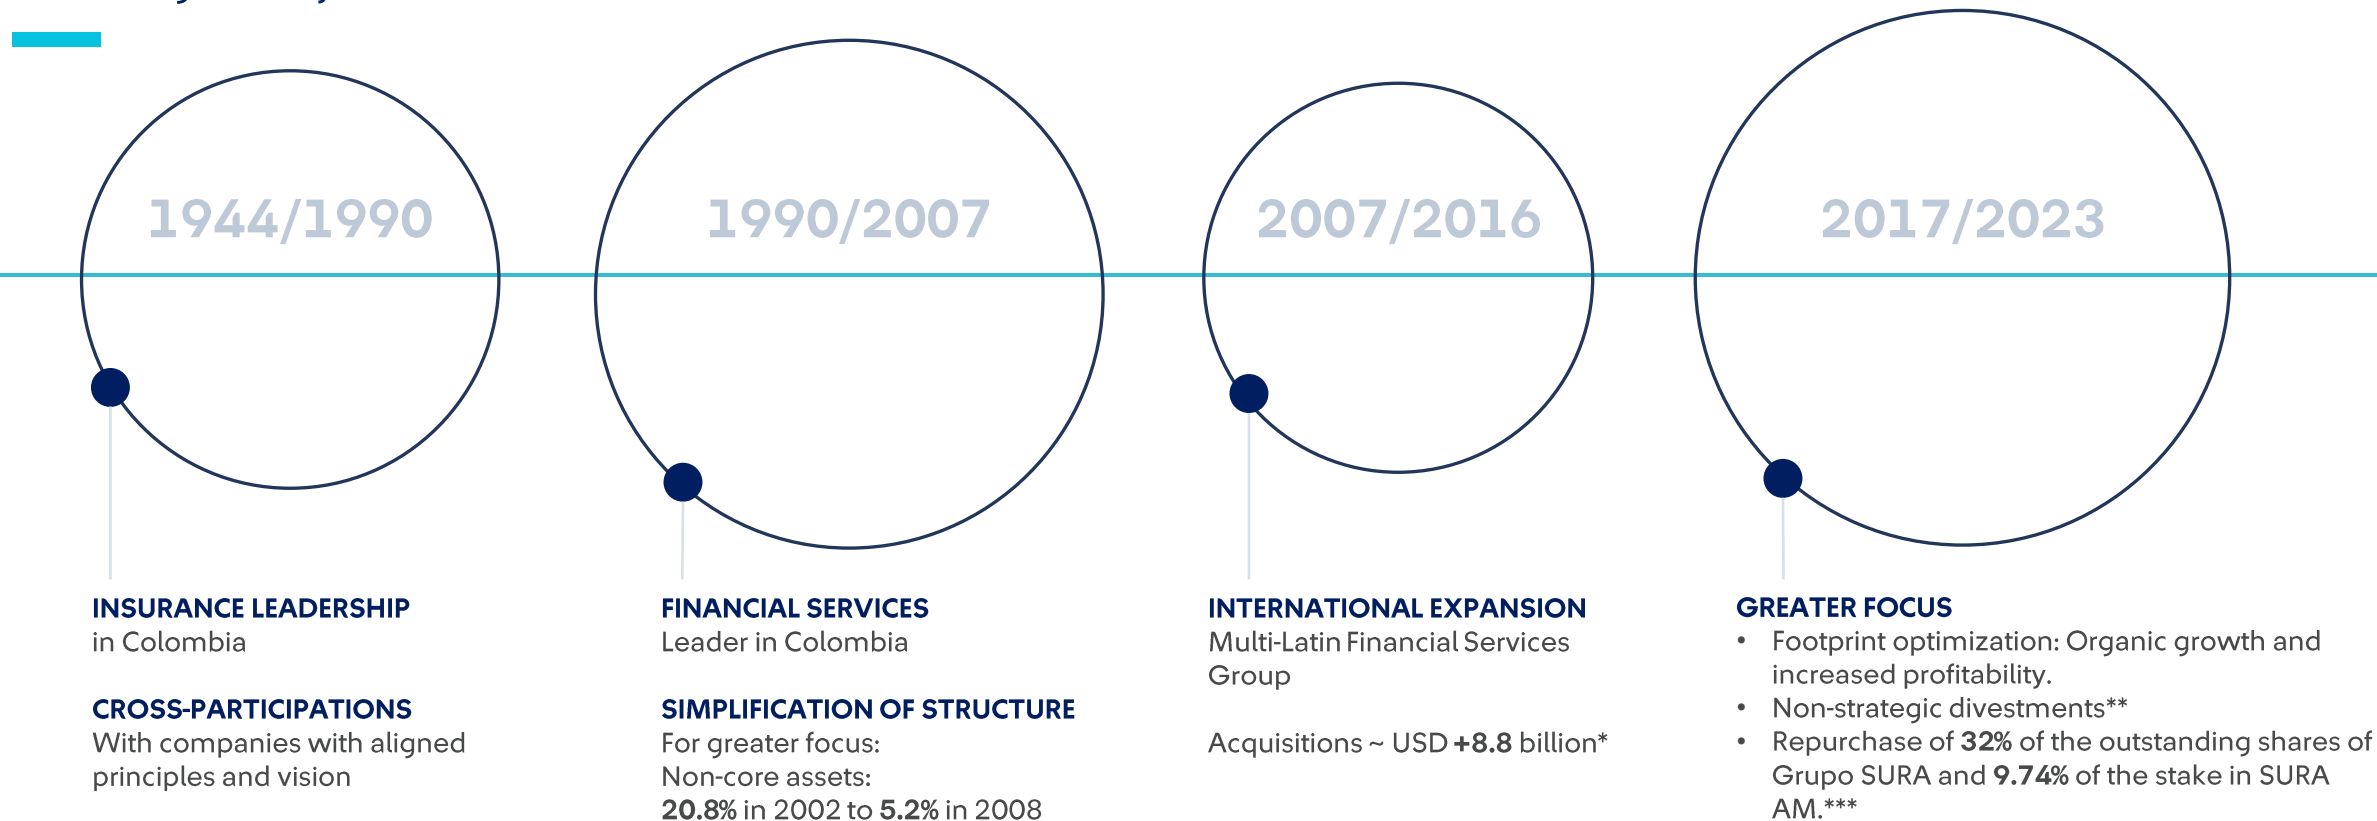 1944/1990
1990/2007
2007/2016
2017/2023
INSURANCE LEADERSHIP
in Colombia
CROSS-PARTICIPATIONS
With companies with aligned
principles and vision
FINANCIAL SERVICES
Leader in Colombia
SIMPLIFICATION OF STRUCTURE
For greater focus:
Non-core assets:
20.8% in 2002 to 5.2% in 2008
INTERNATIONAL EXPANSION
Multi-Latin Financial Services
Group
Acquisitions ~ USD +8.8 billion*
GREATER FOCUS
• Footprint optimization: Organic growth and
increased profitability.
• Non-strategic divestments**
• Repurchase of 32% of the outstanding shares of
Grupo SURA and 9.74% of the stake in SURA
AM.***